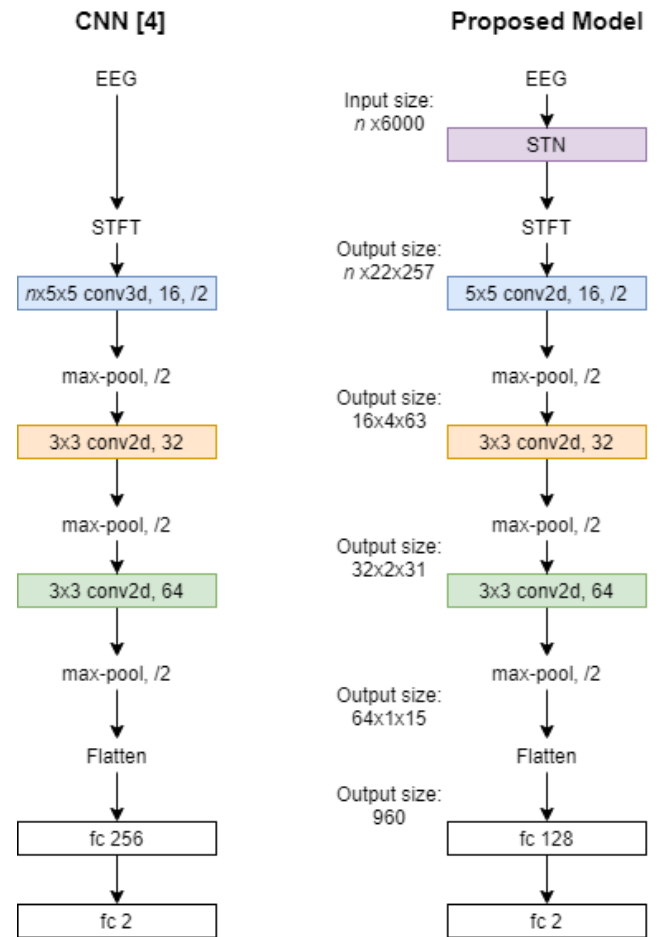 CNN [4]
EEG
STFT
nx5x5 conv3d, 16, /2
max-pool, /2
3x3 conv2d, 32
max-pool, /2
3x3 conv2d, 64
max-pool, /2
Flatten
fc 256
fc 2
Proposed Model
EEG
Input size:
n x6000
STN
STFT
Output size:
n x22x257
5x5 conv2d, 16, /2
max-pool, /2
Output size:
16x4x63
3x3 conv2d, 32
max-pool, /2
Output size:
32x2x31
3x3 conv2d, 64
max-pool, /2
Output size:
64x1x15
Flatten
Output size:
960
fc 128
fc 2